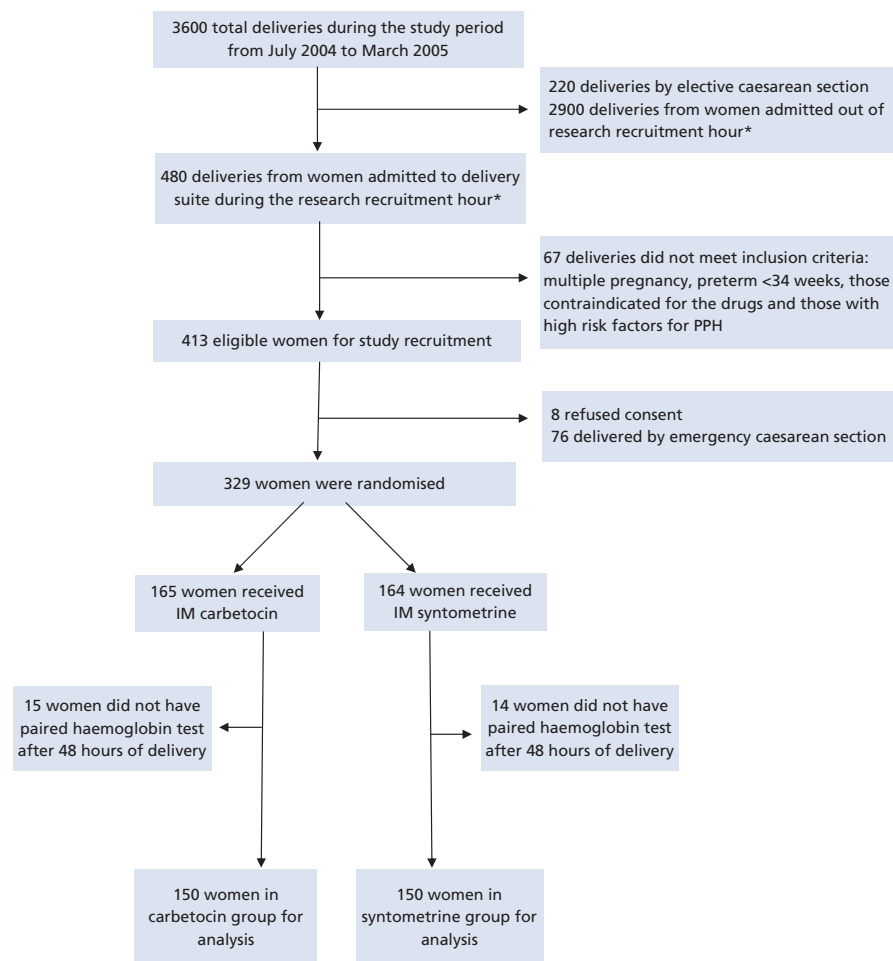 3600 total deliveries during the study period
from July 2004 to March 2005
220 deliveries by elective caesarean section
2900 deliveries from women admitted out of
research recruitment hour*
480 deliveries from women admitted to delivery
suite during the research recruitment hour*
67 deliveries did not meet inclusion criteria:
multiple pregnancy, preterm <34 weeks, those
contraindicated for the drugs and those with
high risk factors for PPH
413 eligible women for study recruitment
8 refused consent
76 delivered by emergency caesarean section
329 women were randomised
165 women received
IM carbetocin
164 women received
IM syntometrine
15 women did not have
paired haemoglobin test
after 48 hours of delivery
14 women did not have
paired haemoglobin test
after 48 hours of delivery
150 women in
carbetocin group for
analysis
150 women in
syntometrine group for
analysis